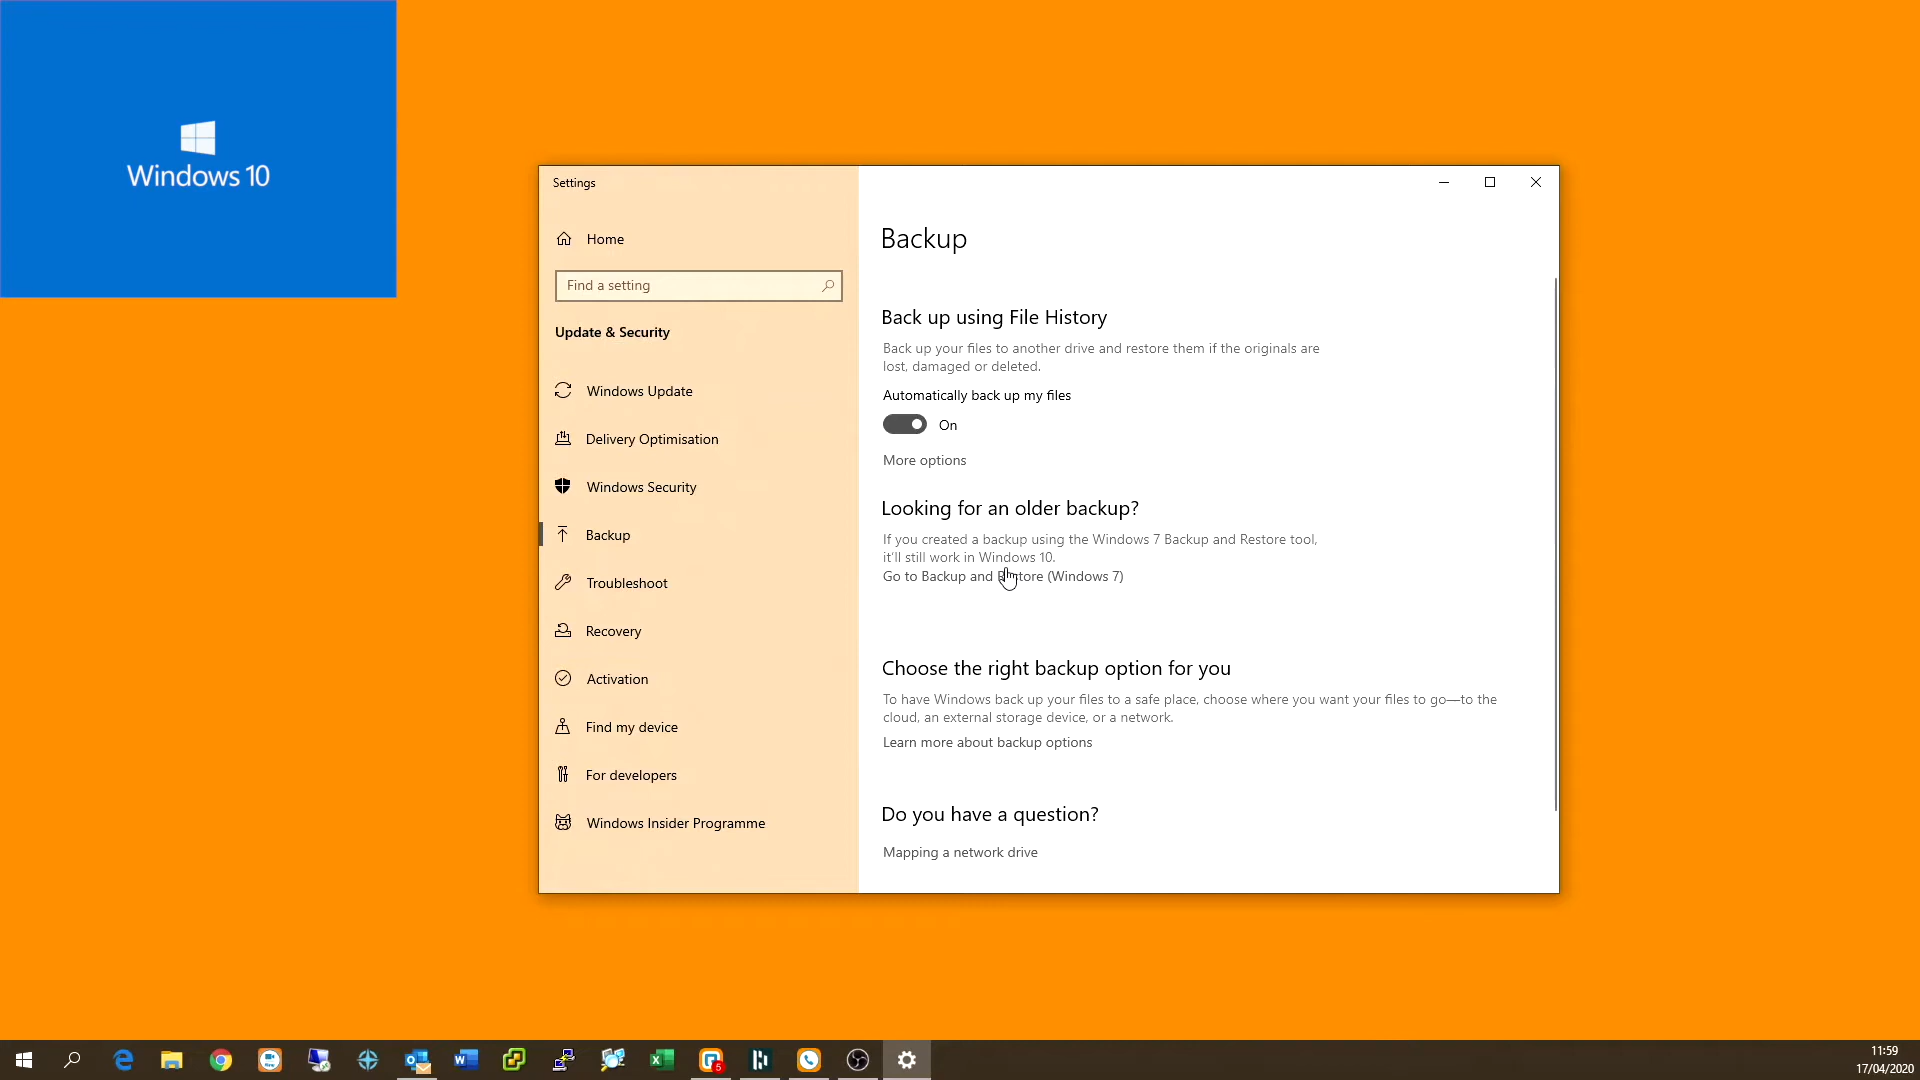 Windows 10
Settings
Home
Find a setting
Update & Security
Windows Update
Delivery Optimisation
Windows Security
Backup
Troubleshoot
Recovery
Activation
Find my device
For developers
Windows Insider Programme
Backup
Back up using File History
Back up your files to another drive and restore them if the originals are
lost, damaged or deleted.
Automatically back up my files
On
More options
Looking for an older backup?
If you created a backup using the Windows 7 Backup and Restore tool,
it'll still work in Windows 10.
Go to Backup and Restore (Windows 7)
Choose the right backup option for you
To have Windows back up your files to a safe place, choose where you want your files to go—to the
cloud, an external storage device, or a network.
Learn more about backup options
Do you have a question?
Mapping a network drive
5
11:59
17/04/2020